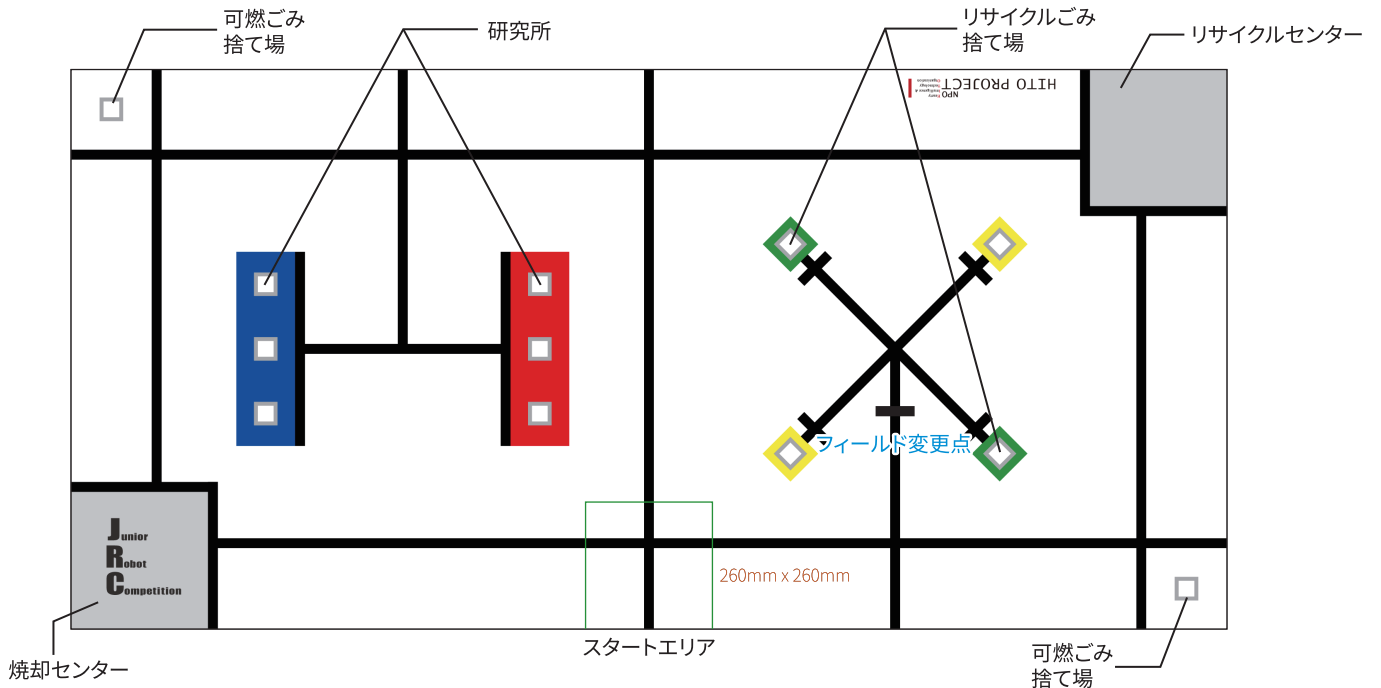 可燃ごみ
捨て場
研究所
リサイクルごみ
捨て場
リサイクルセンター
HITO PROJECT
NPO
フィールド変更点
Junior
Robot
Competition
260mm x 260mm
スタートエリア
焼却センター
可燃ごみ
捨て場